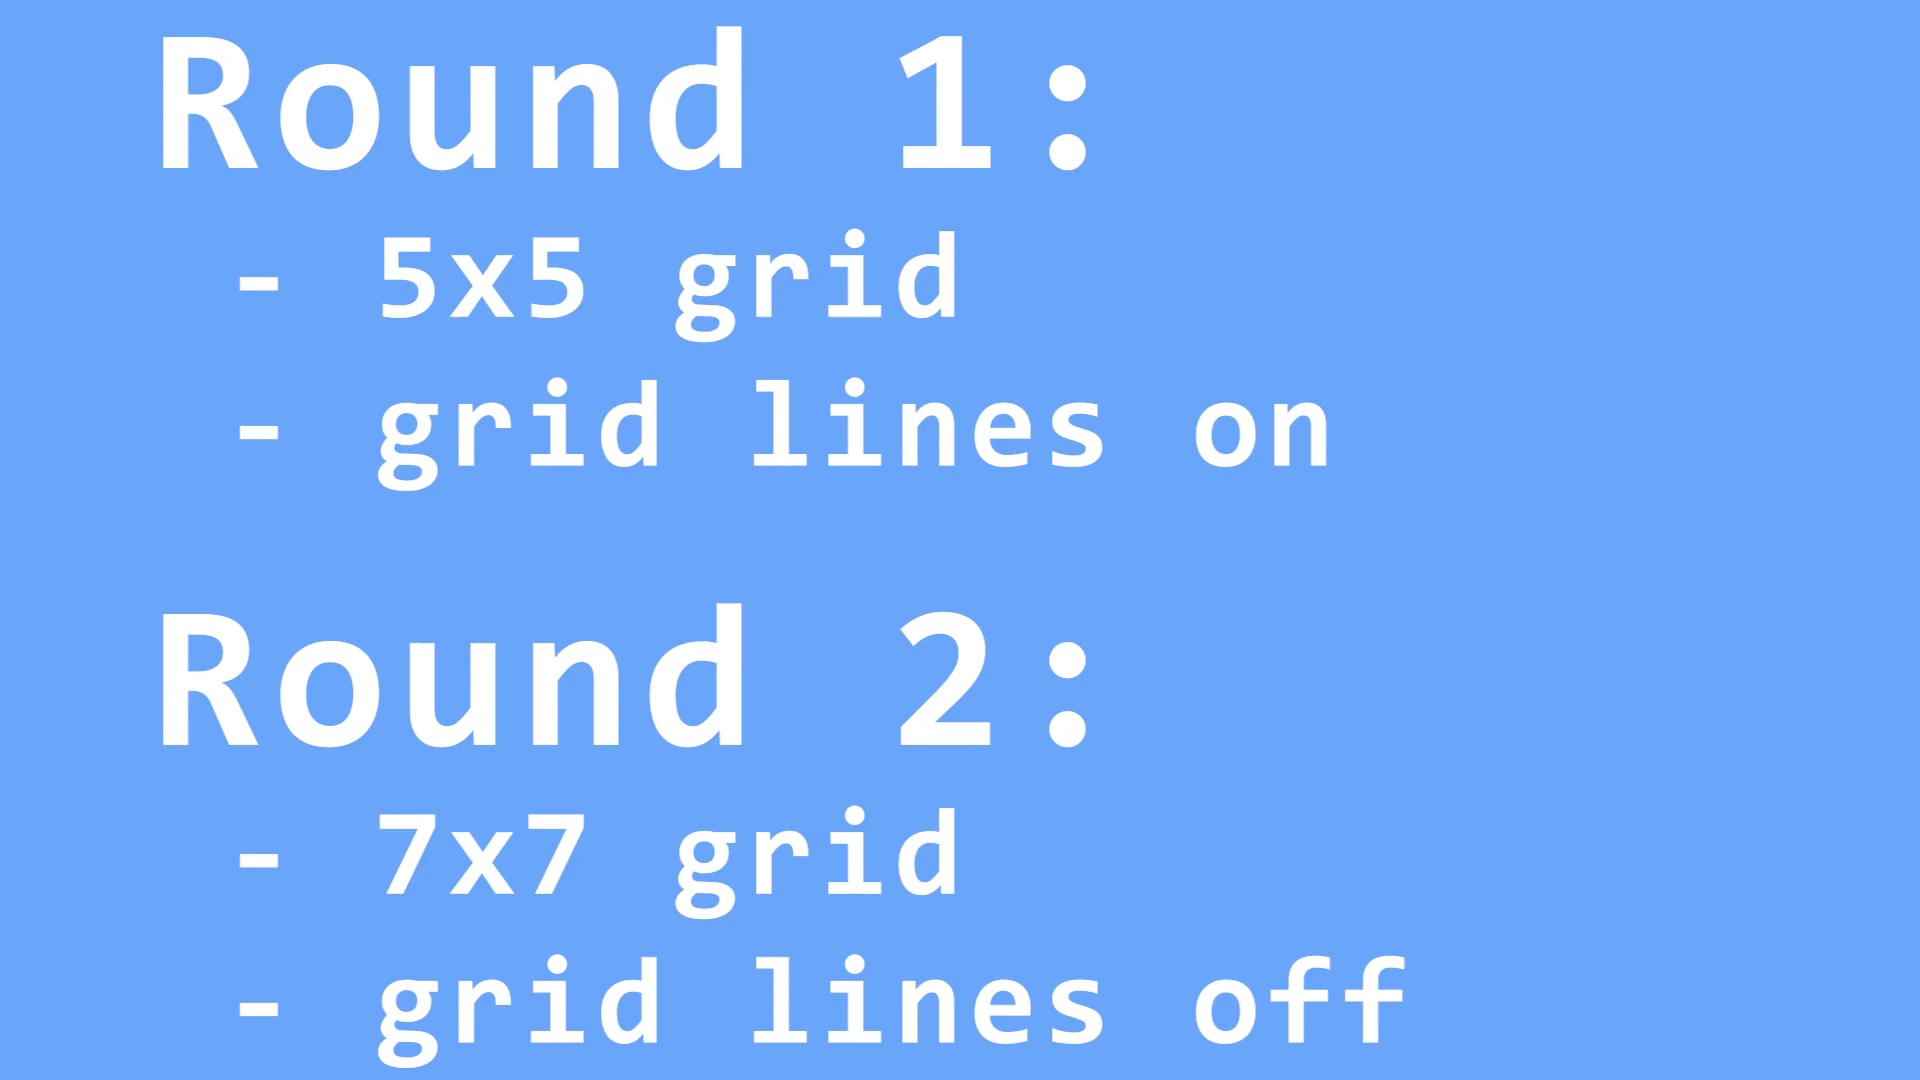 Round 1:
- 5x5 grid
- grid lines on
Round 2:
- 7x7 grid
- grid lines off